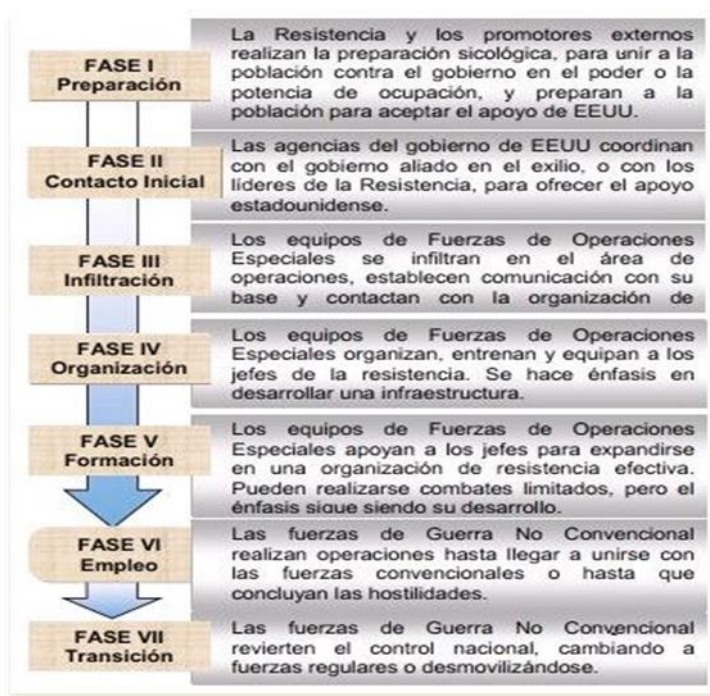 FASE I
Preparación
La Resistencia y los promotores externos
realizan la preparación sicológica, para unir a la
población contra el gobierno en el poder o la
potencia de ocupación, y preparan a la
población para aceptar el apoyo de EEUU.
FASE II
Contacto Inicial
Las agencias del gobierno de EEUU coordinan
con el gobierno aliado en el exilio, o con los
líderes de la Resistencia, para ofrecer el apoyo
estadounidense.
FASE III
Infiltración
Los equipos de Fuerzas de Operaciones
Especiales se infiltran en el área de
operaciones, establecen comunicación con su
base y contactan con la organización de
FASE IV
Organización
Los equipos de Fuerzas de Operaciones
Especiales organizan, entrenan y equipan a los
jefes de la resistencia. Se hace énfasis en
desarrollar una infraestructura.
FASE V
Formación
Los equipos de Fuerzas de Operaciones
Especiales apoyan a los jefes para expandirse
en una organización de resistencia efectiva.
Pueden realizarse combates limitados, pero el
énfasis sigue siendo su desarrollo.
FASE VI
Empleo
Las fuerzas de Guerra No Convencional
realizan operaciones hasta llegar a unirse con
las fuerzas convencionales o hasta que
concluyan las hostilidades.
FASE VII
Transición
Las fuerzas de Guerra No Convencional
revierten el control nacional, cambiando a
fuerzas regulares o desmovilizándose.